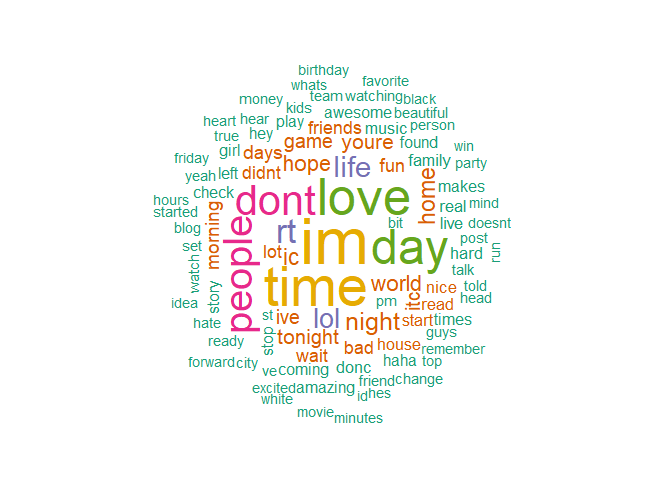 birthday
whats favorite
money team watching black
kids awesome beautiful
heart hear play friends music person
true hey game youre found win
girl days
friday hope life fun family party
yeah left didnt
check dont love home makes
hours real mind
started morning people rt im day bit live doesnt
blog post
set lot ic hard run
watch talk
idea story time world itc nice told
pm read head
hate st ive lol night start times
ready stop tonight guys
wait bad house remember
forward city haha top
ve coming donc
excited amazing friend change
white id hes
movie minutes